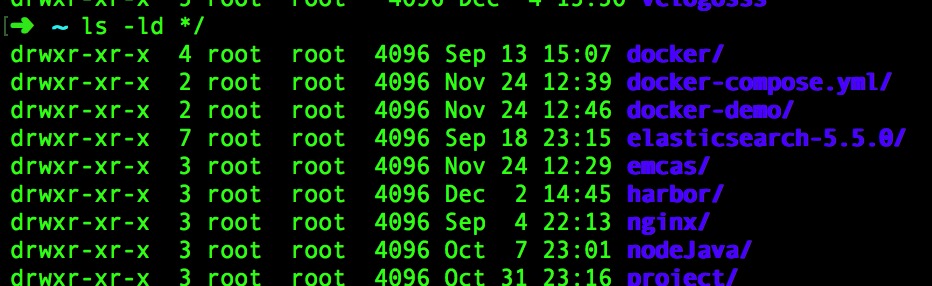 drwxr-xr-x 3 root root 4096 Dec 4 15:50 vclogosss
➜ ~ ls -ld */
drwxr-xr-x 4 root root 4096 Sep 13 15:07 docker/
drwxr-xr-x 2 root root 4096 Nov 24 12:39 docker-compose.yml/
drwxr-xr-x 2 root root 4096 Nov 24 12:46 docker-demo/
drwxr-xr-x 7 root root 4096 Sep 18 23:15 elasticsearch-5.5.0/
drwxr-xr-x 3 root root 4096 Nov 24 12:29 emcas/
drwxr-xr-x 3 root root 4096 Dec 2 14:45 harbor/
drwxr-xr-x 3 root root 4096 Sep 4 22:13 nginx/
drwxr-xr-x 3 root root 4096 Oct 7 23:01 nodeJava/
drwxr-xr-x 3 root root 4096 Oct 31 23:16 project/